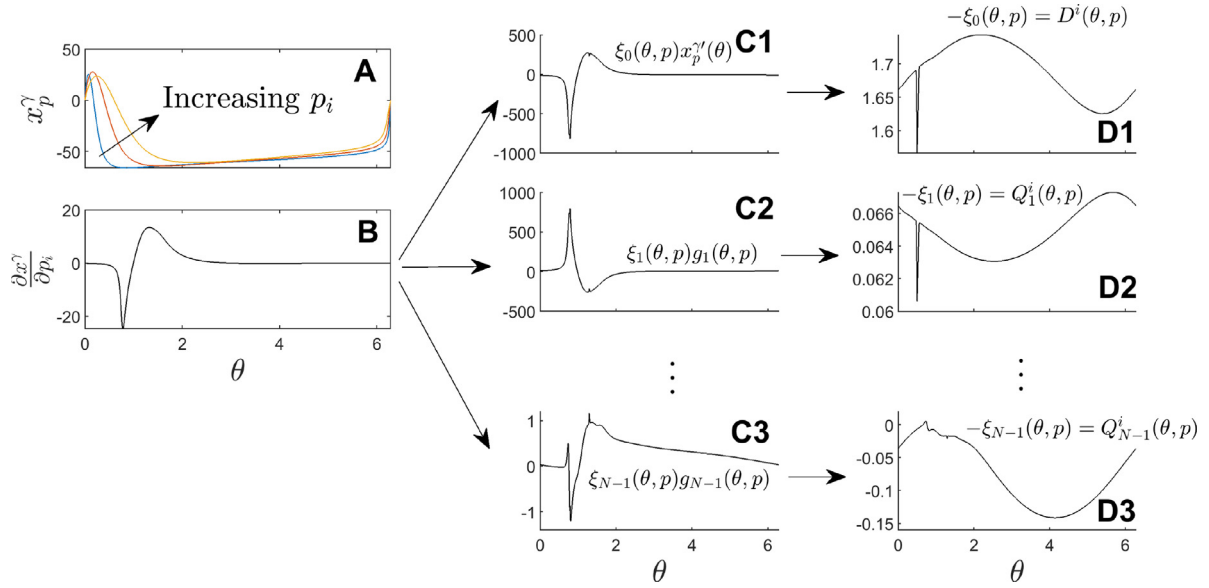 A
50
0
-50
x_p^γ
Increasing p_i
B
20
0
-20
∂x^γ/∂p_i
0
2
4
6
θ
C1
500
0
-500
-1000
ξ_0(θ,p)x_p^γ′(θ)
C2
1000
500
0
-500
ξ_1(θ,p)g_1(θ,p)
⋮
C3
1
0
-1
ξ_{N−1}(θ,p)g_{N−1}(θ,p)
0
2
4
6
θ
−ξ_0(θ,p) = D^i(θ,p)
1.7
1.65
1.6
D1
−ξ_1(θ,p) = Q_1^i(θ,p)
0.066
0.064
0.062
0.06
D2
⋮
−ξ_{N−1}(θ,p) = Q_{N−1}^i(θ,p)
0
-0.05
-0.1
-0.15
D3
0
2
4
6
θ